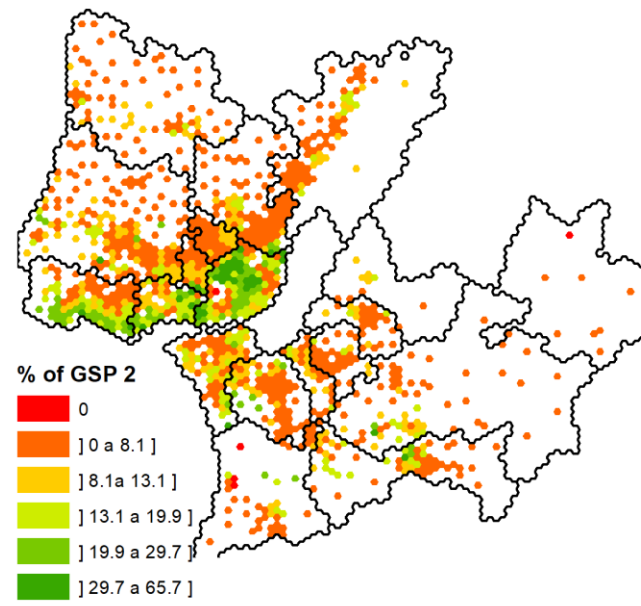 % of GSP 2
0
] 0 a 8.1 ]
] 8.1a 13.1 ]
] 13.1 a 19.9 ]
] 19.9 a 29.7 ]
] 29.7 a 65.7 ]